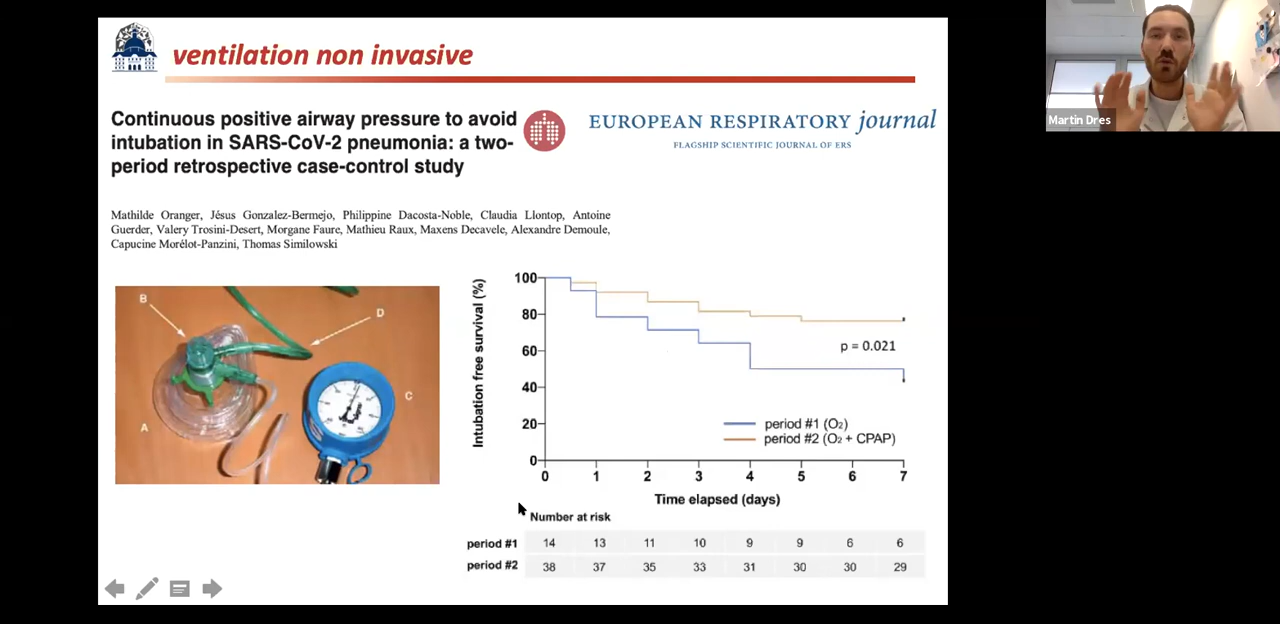 ventilation non invasive
Continuous positive airway pressure to avoid
intubation in SARS-CoV-2 pneumonia: a two-
period retrospective case-control study
EUROPEAN RESPIRATORY journal
FLAGSHIP SCIENTIFIC JOURNAL OF ERS
Martin Dres
Mathilde Oranger, Jésus Gonzalez-Bermejo, Philippine Dacosta-Noble, Claudia Llontop, Antoine
Guerder, Valery Trosini-Desert, Morgane Faure, Mathieu Raux, Maxens Decavele, Alexandre Demoule,
Capucine Morélot-Panzini, Thomas Similowski
B
D
C
A
Intubation free survival (%)
100
80
60
40
20
0
p = 0.021
period #1 (O₂)
period #2 (O₂ + CPAP)
0 1 2 3 4 5 6 7
Time elapsed (days)
Number at risk
period #1 14 13 11 10 9 9 6 6
period #2 38 37 35 33 31 30 30 29